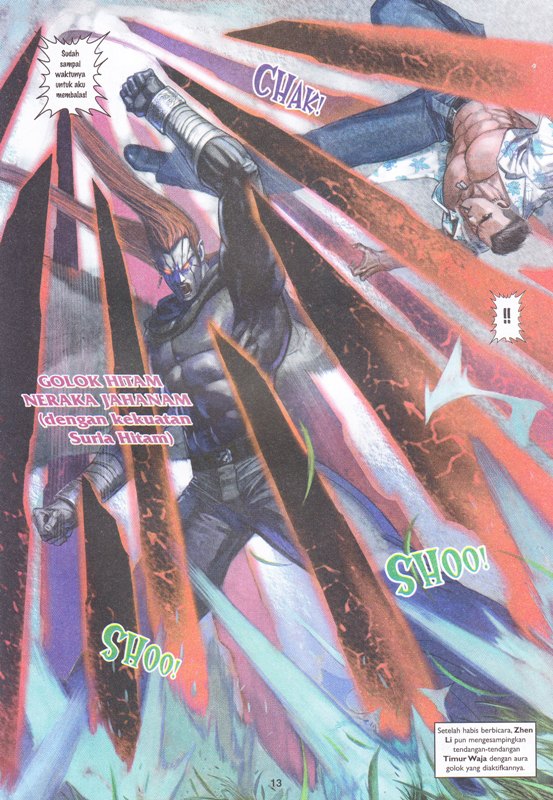 Sudah
sampai
waktunya
untuk aku
membalas!
CHAK!
!!
GOLOK HITAM
NERAKA JAHANAM
(dengan kekuatan
Suria Hitam)
SHOO!
SHOO!
Setelah habis berbicara, Zhen
Li pun mengesampingkan
tendangan-tendangan
Timur Waja dengan aura
golok yang diaktifkannya.
13